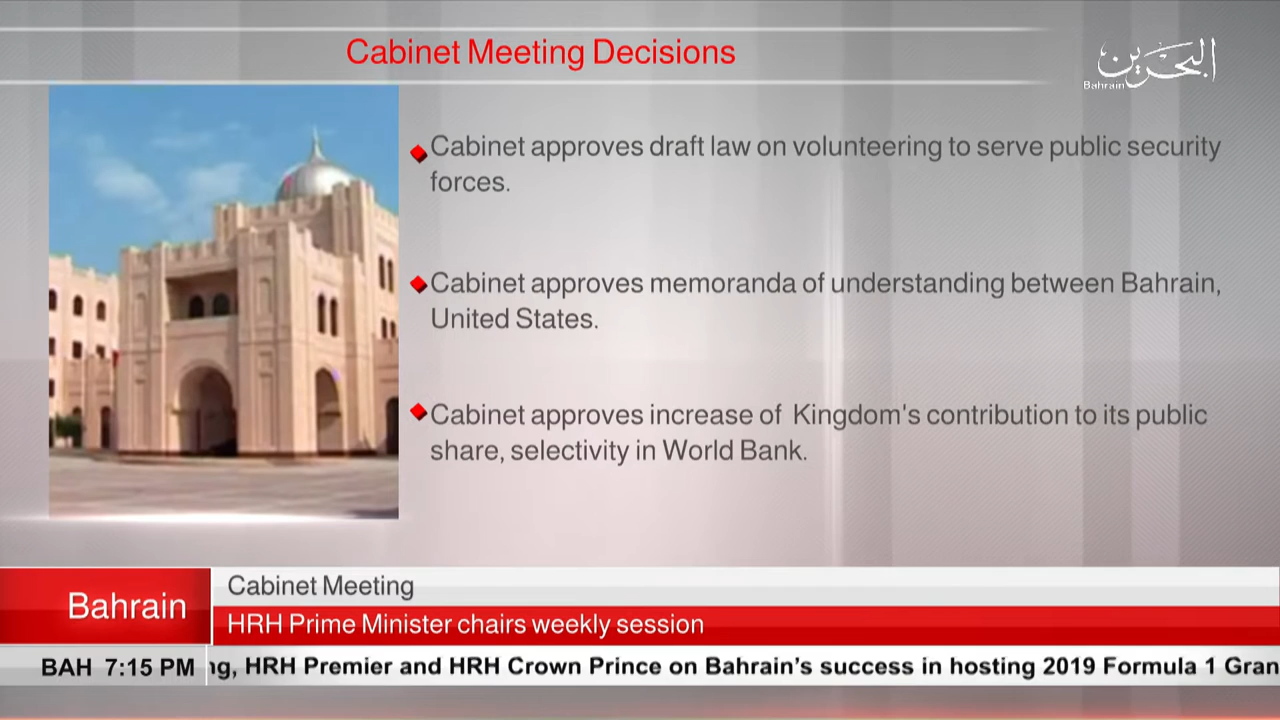 Cabinet Meeting Decisions
البحرين
Bahrain
Cabinet approves draft law on volunteering to serve public security
forces.
Cabinet approves memoranda of understanding between Bahrain,
United States.
Cabinet approves increase of Kingdom's contribution to its public
share, selectivity in World Bank.
Bahrain
Cabinet Meeting
HRH Prime Minister chairs weekly session
BAH 7:15 PM
HRH Premier and HRH Crown Prince on Bahrain's success in hosting 2019 Formula 1